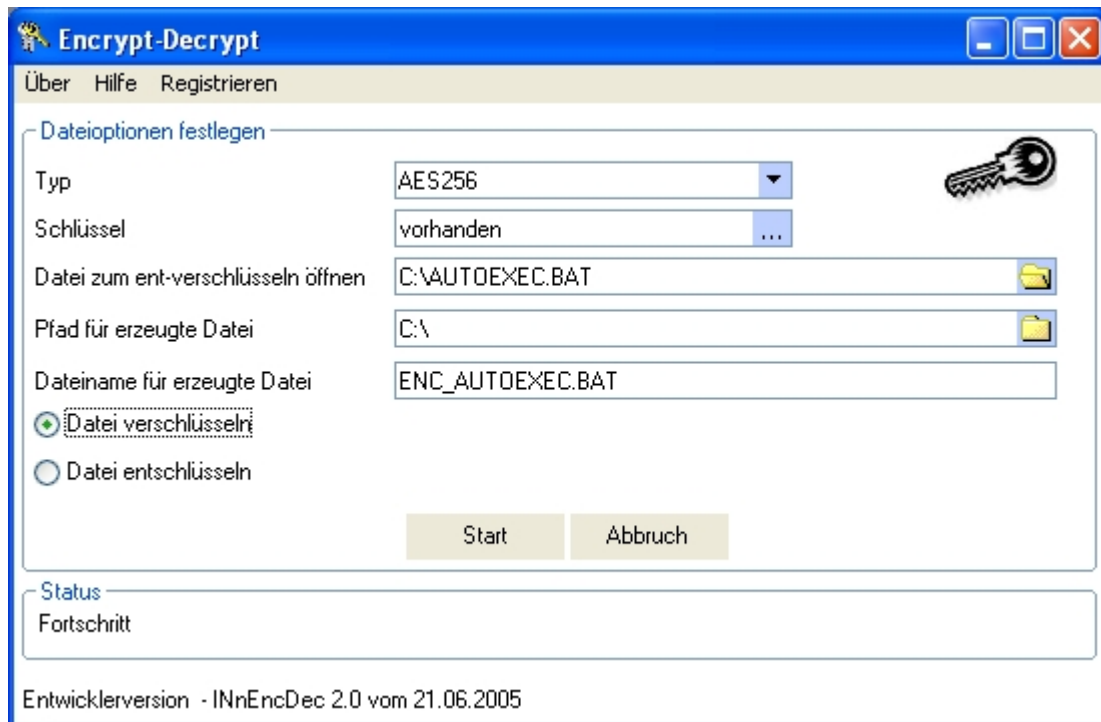 Encrypt-Decrypt
Über Hilfe Registrieren
Dateioptionen festlegen
Typ AES256
Schlüssel vorhanden ...
Datei zum ent-verschlüsseln öffnen C:\AUTOEXEC.BAT
Pfad für erzeugte Datei C:\
Dateiname für erzeugte Datei ENC_AUTOEXEC.BAT
Datei verschlüsseln
Datei entschlüsseln
Start Abbruch
Status
Fortschritt
Entwicklerversion - INnEncDec 2.0 vom 21.06.2005